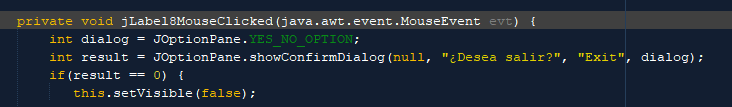 private void jLabel8MouseClicked(java.awt.event.MouseEvent evt) {
int dialog = JOptionPane.YES_NO_OPTION;
int result = JOptionPane.showConfirmDialog(null, "¿Desea salir?", "Exit", dialog);
if(result == 0) {
this.setVisible(false);